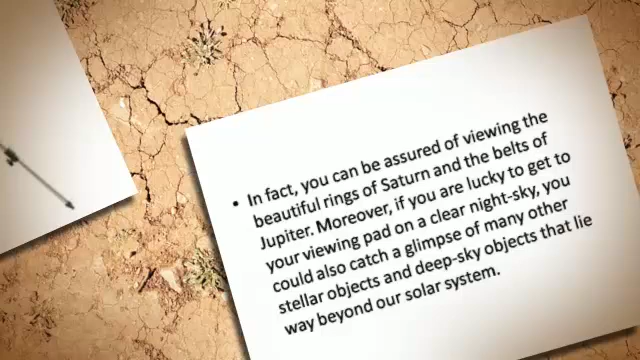 • In fact, you can be assured of viewing the
beautiful rings of Saturn and the belts of
Jupiter. Moreover, if you are lucky to get to
your viewing pad on a clear night-sky, you
could also catch a glimpse of many other
stellar objects and deep-sky objects that lie
way beyond our solar system.